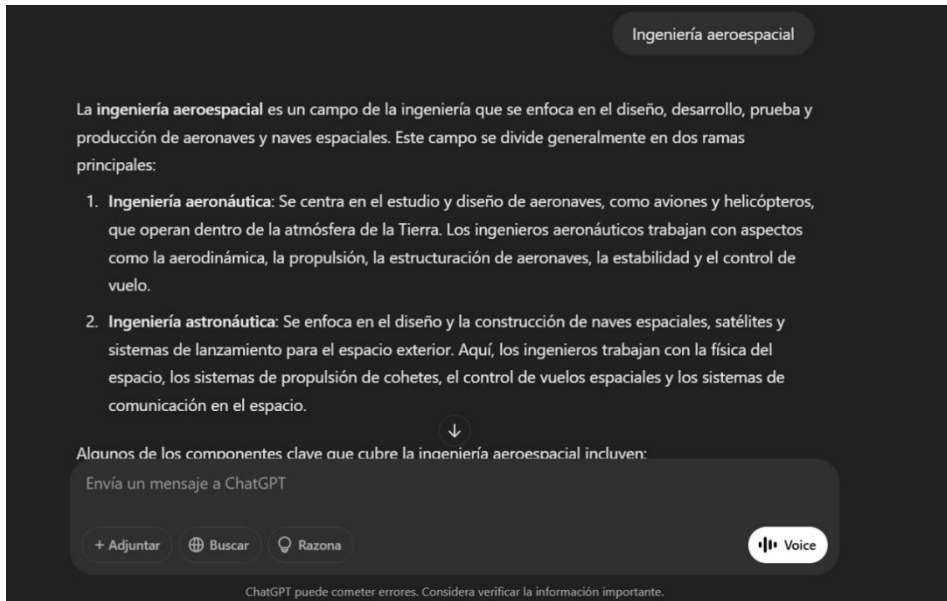 Ingeniería aeroespacial
La ingeniería aeroespacial es un campo de la ingeniería que se enfoca en el diseño, desarrollo, prueba y
producción de aeronaves y naves espaciales. Este campo se divide generalmente en dos ramas
principales:
1. Ingeniería aeronáutica: Se centra en el estudio y diseño de aeronaves, como aviones y helicópteros,
que operan dentro de la atmósfera de la Tierra. Los ingenieros aeronáuticos trabajan con aspectos
como la aerodinámica, la propulsión, la estructuración de aeronaves, la estabilidad y el control de
vuelo.
2. Ingeniería astronáutica: Se enfoca en el diseño y la construcción de naves espaciales, satélites y
sistemas de lanzamiento para el espacio exterior. Aquí, los ingenieros trabajan con la física del
espacio, los sistemas de propulsión de cohetes, el control de vuelos espaciales y los sistemas de
comunicación en el espacio.
Algunos de los componentes clave que cubre la ingeniería aeroespacial incluyen:
Envía un mensaje a ChatGPT
+ Adjuntar Buscar Razona Voice
ChatGPT puede cometer errores. Considera verificar la información importante.